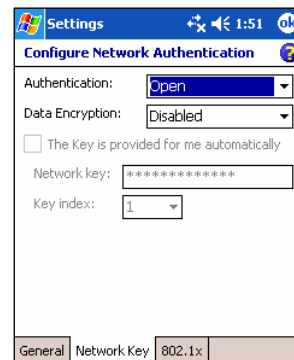 Settings 1:51 ok
Configure Network Authentication ?
Authentication: Open
Data Encryption: Disabled
The Key is provided for me automatically
Network key: *************
Key index: 1
General Network Key 802.1x